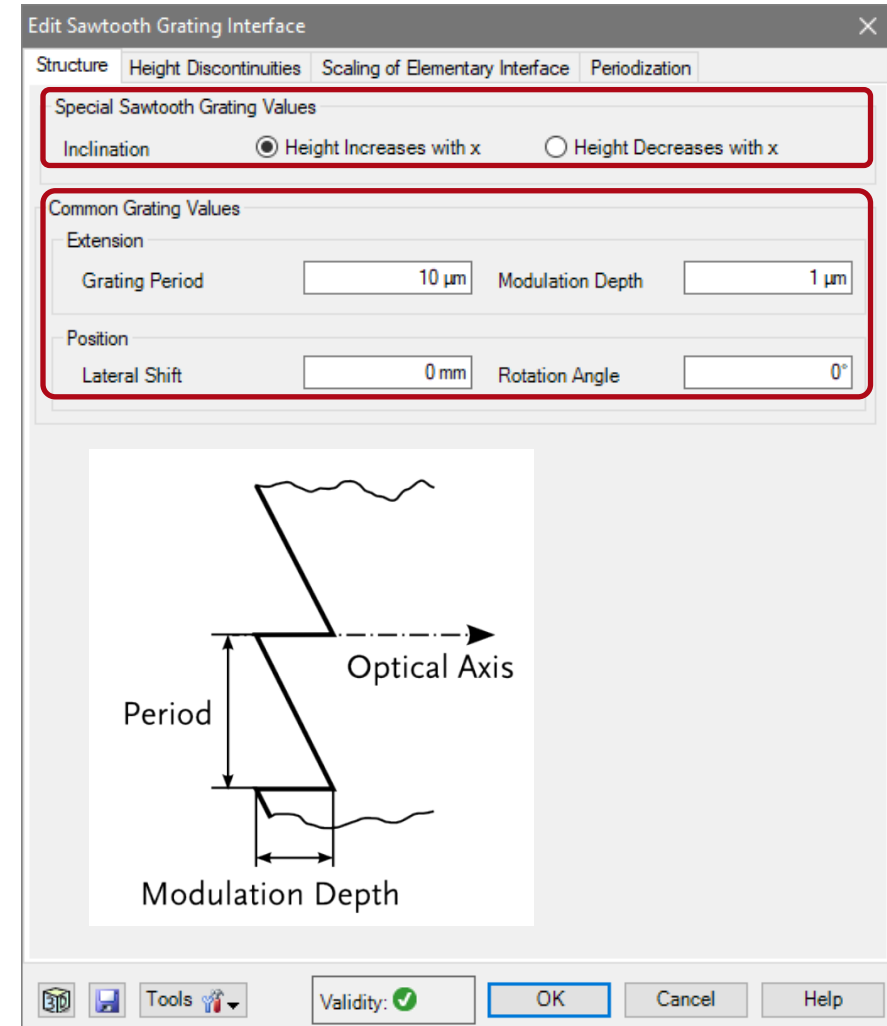 Edit Sawtooth Grating Interface
Structure Height Discontinuities Scaling of Elementary Interface Periodization
Special Sawtooth Grating Values
Inclination Height Increases with x Height Decreases with x
Common Grating Values
Extension
Grating Period 10 µm Modulation Depth 1 µm
Position
Lateral Shift 0 mm Rotation Angle 0°
Optical Axis
Period
Modulation Depth
3D Tools Validity: OK Cancel Help